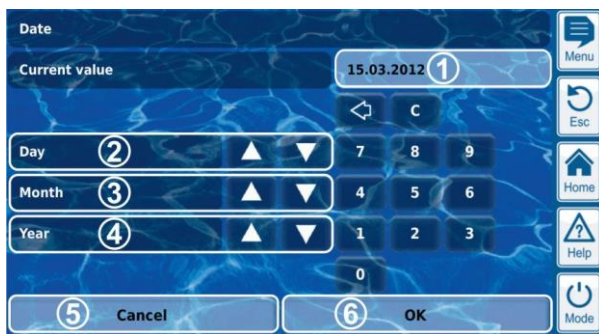 Date
Menu
Current value
15.03.2012 1
C
Esc
Day 2
7 8 9
Month 3
4 5 6
Home
Year 4
1 2 3
Help
0
5 Cancel
6 OK
Mode